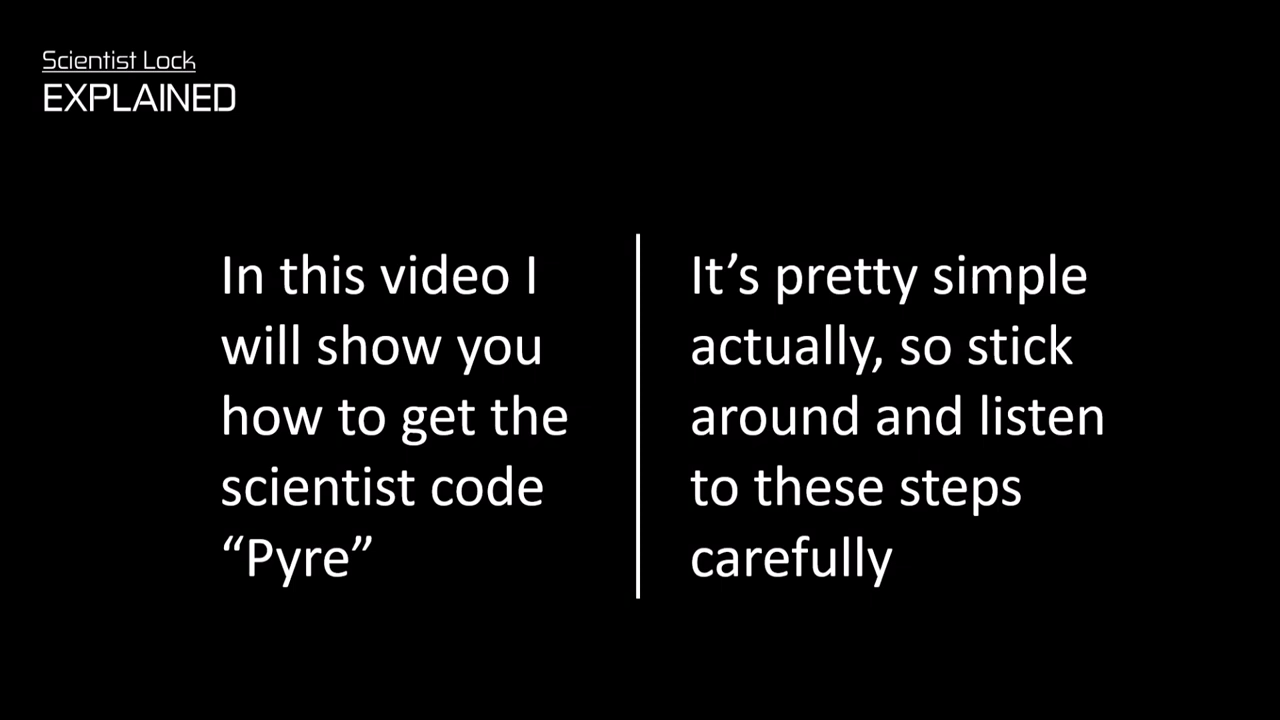 Scientist Lock
EXPLAINED
In this video I
will show you
how to get the
scientist code
“Pyre”
It’s pretty simple
actually, so stick
around and listen
to these steps
carefully